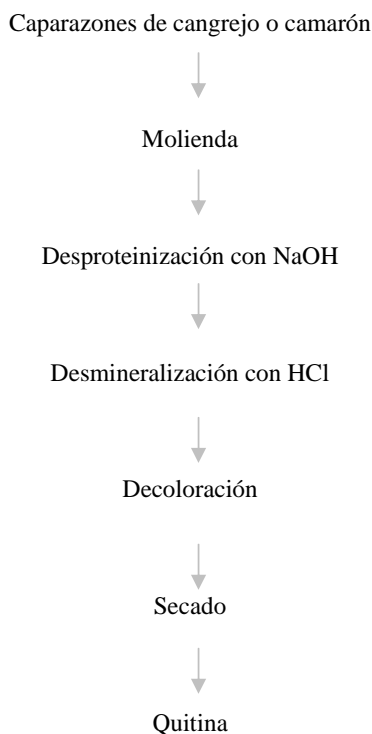 Caparazones de cangrejo o camarón
Molienda
Desproteinización con NaOH
Desmineralización con HCl
Decoloración
Secado
Quitina